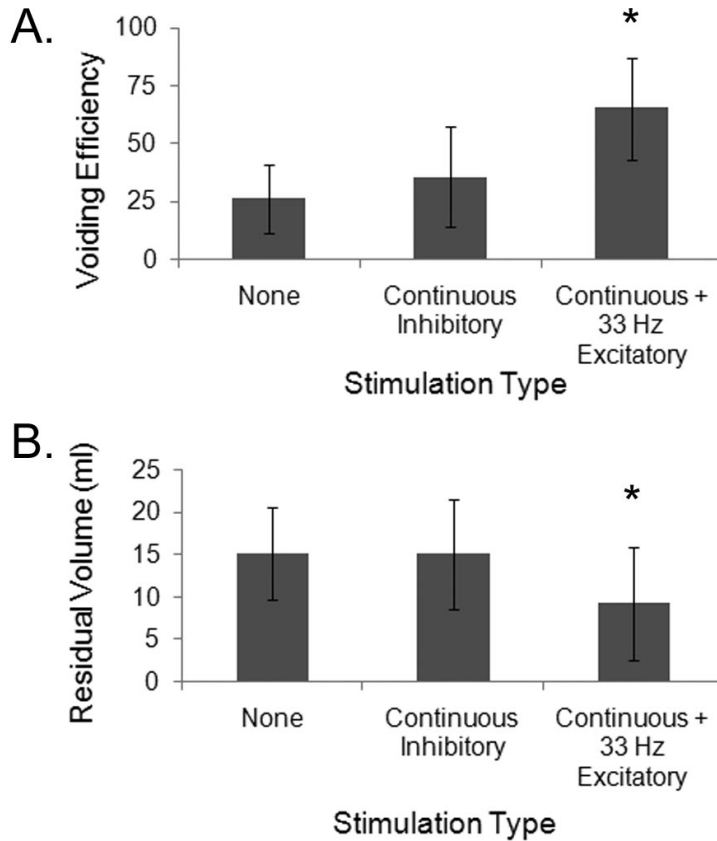 A.
Voiding Efficiency
100
75
50
25
0
*
None
Continuous
Inhibitory
Continuous +
33 Hz
Excitatory
Stimulation Type
B.
Residual Volume (ml)
25
20
15
10
5
0
*
None
Continuous
Inhibitory
Continuous +
33 Hz
Excitatory
Stimulation Type